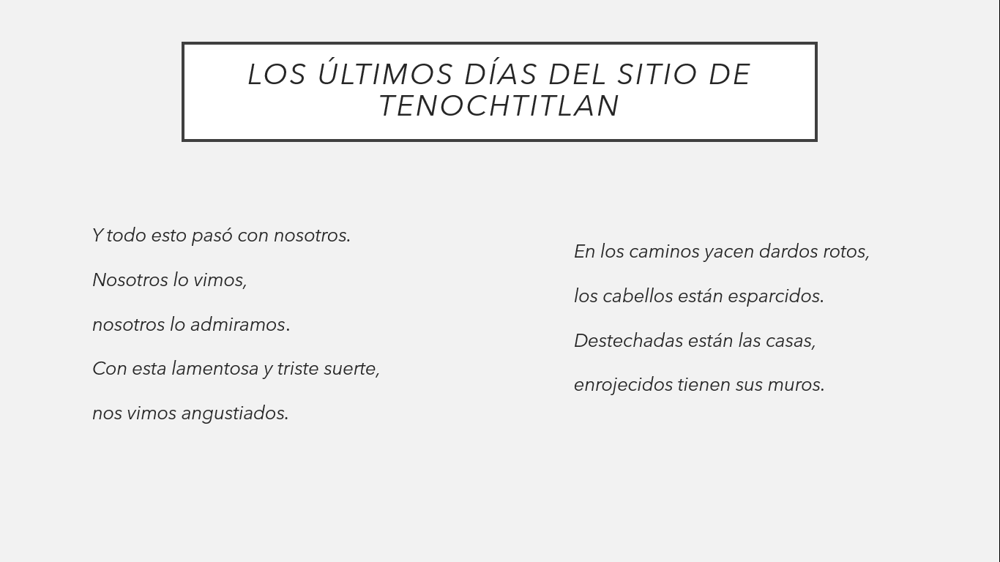 LOS ÚLTIMOS DÍAS DEL SITIO DE
TENOCHTITLAN
Y todo esto pasó con nosotros.
Nosotros lo vimos,
nosotros lo admiramos.
Con esta lamentosa y triste suerte,
nos vimos angustiados.
En los caminos yacen dardos rotos,
los cabellos están esparcidos.
Destechadas están las casas,
enrojecidos tienen sus muros.